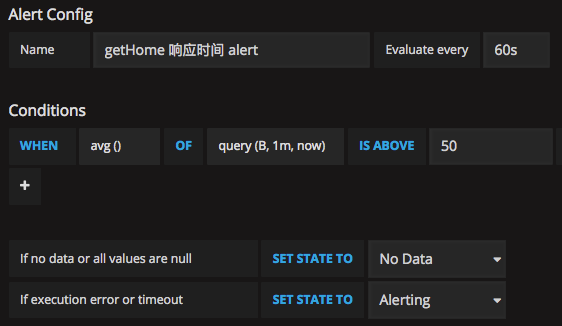 Alert Config
Name getHome 响应时间 alert Evaluate every 60s
Conditions
WHEN avg () OF query (B, 1m, now) IS ABOVE 50
+
If no data or all values are null SET STATE TO No Data
If execution error or timeout SET STATE TO Alerting